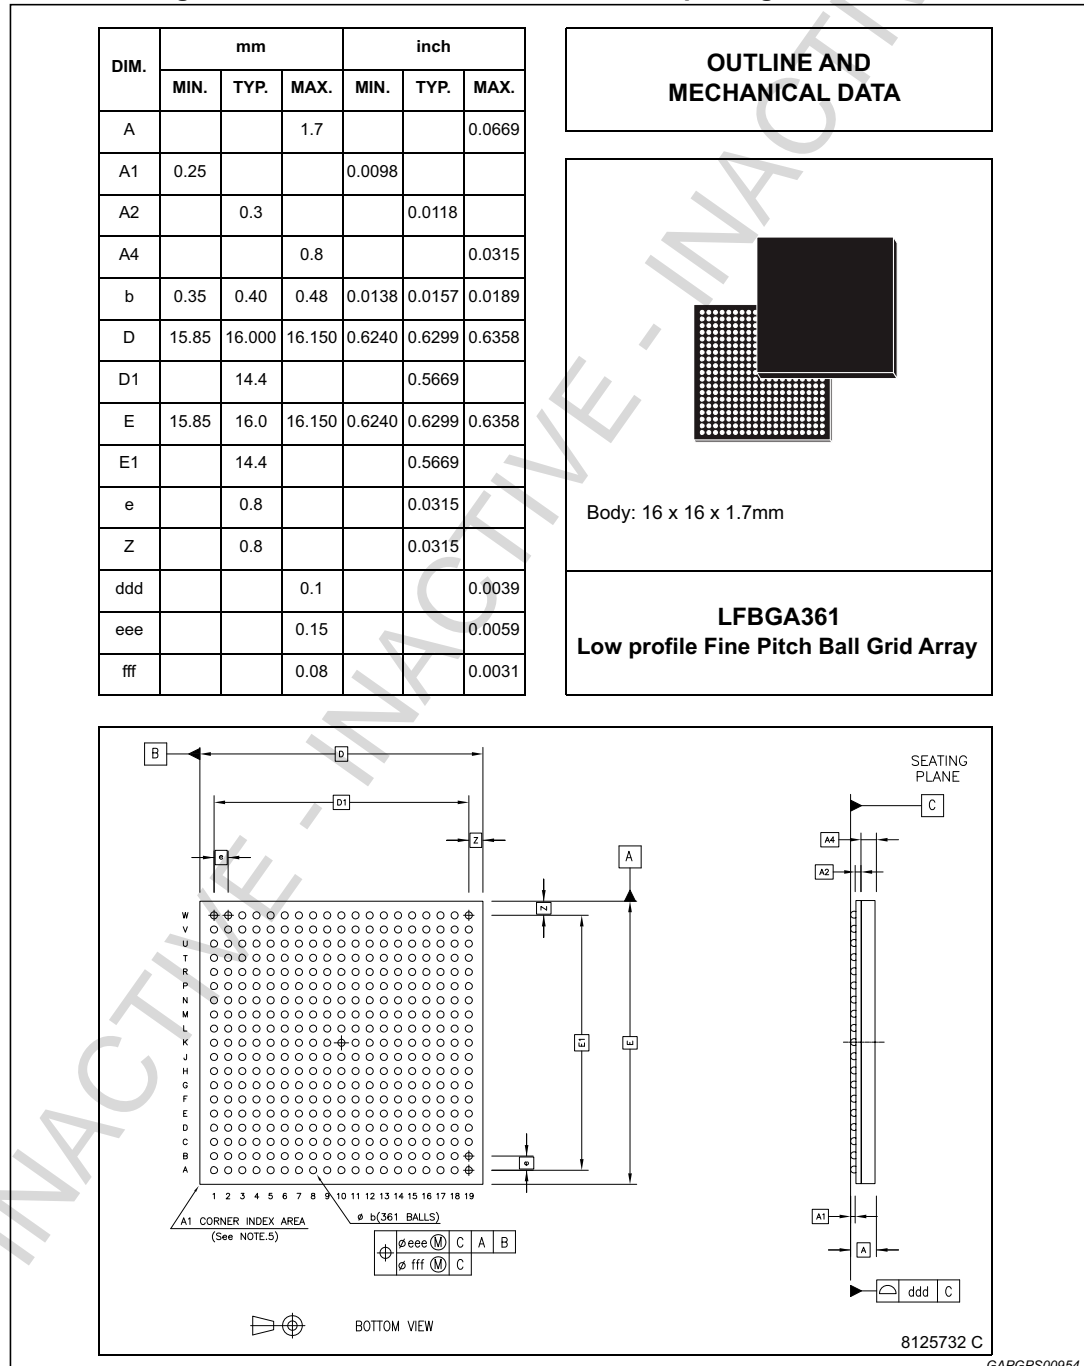 DIM. mm inch
MIN. TYP. MAX. MIN. TYP. MAX.
A 1.7 0.0669
A1 0.25 0.0098
A2 0.3 0.0118
A4 0.8 0.0315
b 0.35 0.40 0.48 0.0138 0.0157 0.0189
D 15.85 16.000 16.150 0.6240 0.6299 0.6358
D1 14.4 0.5669
E 15.85 16.0 16.150 0.6240 0.6299 0.6358
E1 14.4 0.5669
e 0.8 0.0315
Z 0.8 0.0315
ddd 0.1 0.0039
eee 0.15 0.0059
fff 0.08 0.0031
OUTLINE AND
MECHANICAL DATA
Body: 16 x 16 x 1.7mm
LFBGA361
Low profile Fine Pitch Ball Grid Array
B
D
D1
Z
e
A
Z
W
V
U
T
R
P
N
M
L
K
J
H
G
F
E
D
C
B
A
E1
E
e
1 2 3 4 5 6 7 8 9 10 11 12 13 14 15 16 17 18 19
A1 CORNER INDEX AREA
(See NOTE.5)
ø b(361 BALLS)
ø eee Ⓜ C A B
ø fff Ⓜ C
BOTTOM VIEW
SEATING
PLANE
C
A4
A2
A1
A
ddd C
8125732 C
GAPGPS00954
INACTIVE - INACTIVE - INACTIVE - INACTIVE